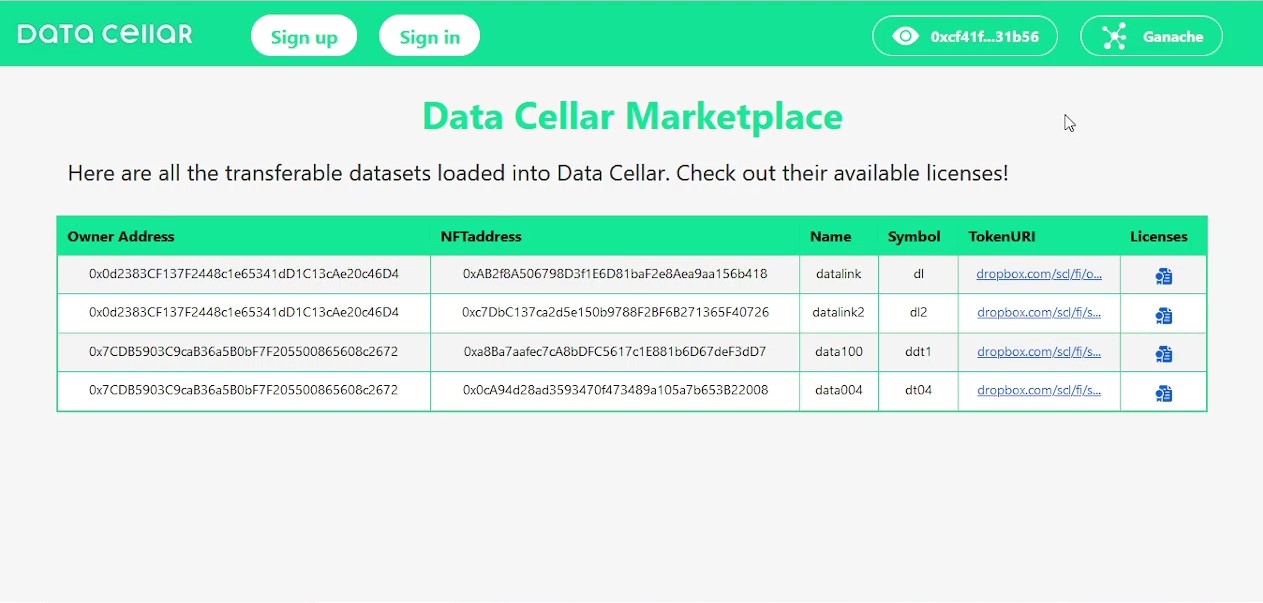 DATA CELLAR Sign up Sign in 0xcf41f...31b56 Ganache
Data Cellar Marketplace
Here are all the transferable datasets loaded into Data Cellar. Check out their available licenses!
Owner Address NFTaddress Name Symbol TokenURI Licenses
0x0d2383CF137F2448c1e65341dD1C13cAe20c46D4 0xAB2f8A506798D3f1E6D81baF2e8Aea9aa156b418 datalink dl dropbox.com/scl/fi/o...
0x0d2383CF137F2448c1e65341dD1C13cAe20c46D4 0xc7DbC137ca2d5e150b9788F2BF6B271365F40726 datalink2 dl2 dropbox.com/scl/fi/s...
0x7CDB5903C9caB36a5B0bF7F205500865608c2672 0xa8Ba7aafec7cA8bDFC5617c1E881b6D67deF3dD7 data100 ddt1 dropbox.com/scl/fi/s...
0x7CDB5903C9caB36a5B0bF7F205500865608c2672 0x0cA94d28ad3593470f473489a105a7b653B22008 data004 dt04 dropbox.com/scl/fi/s...